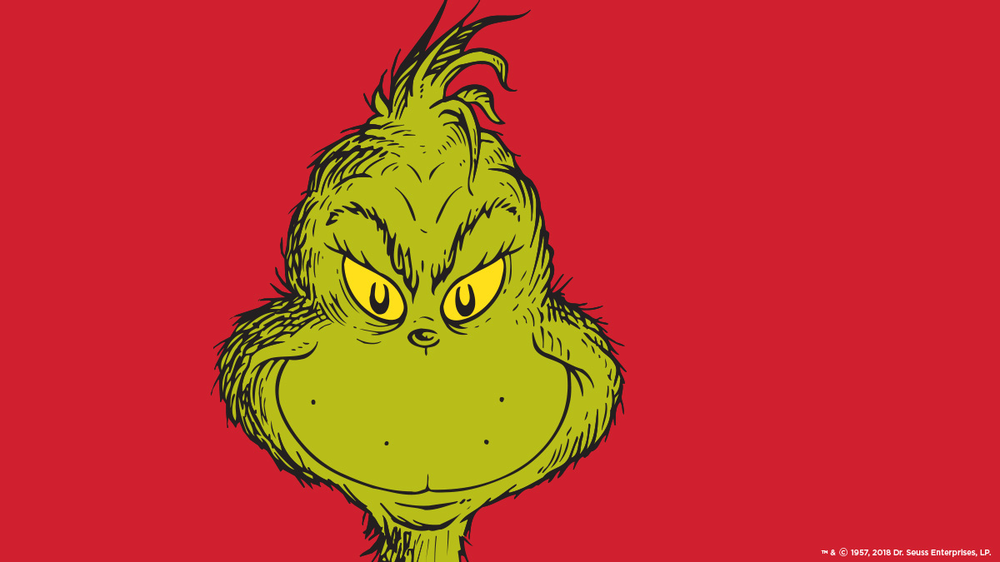 ™ & © 1957, 2018 Dr. Seuss Enterprises, LP.